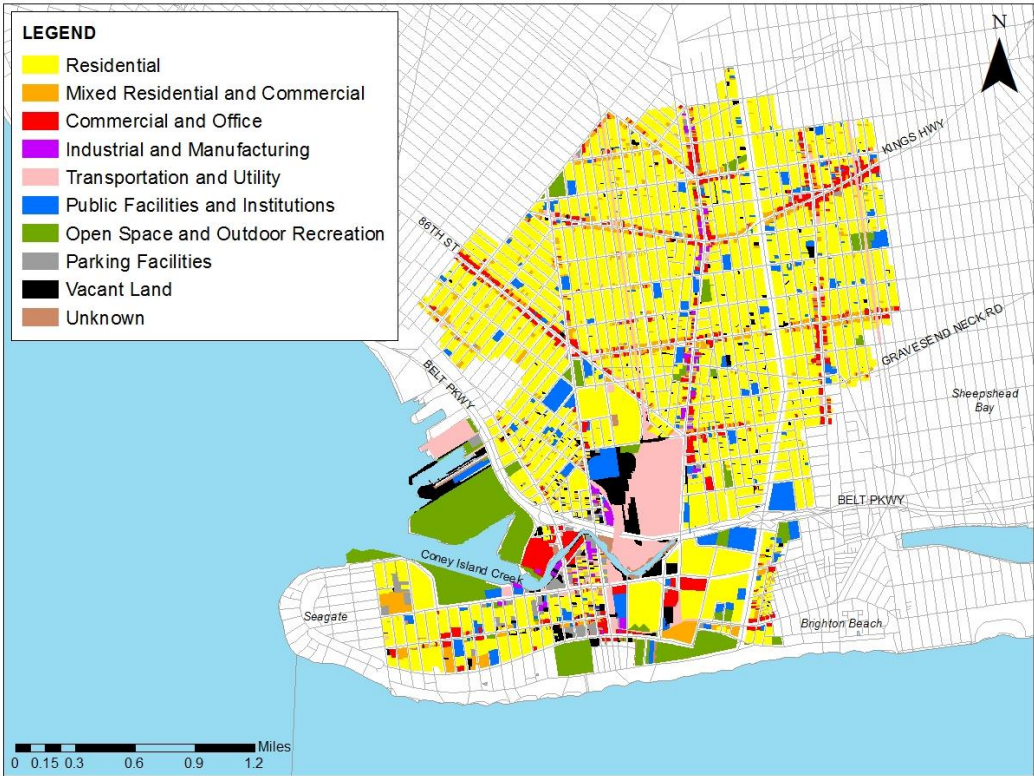 LEGEND
Residential
Mixed Residential and Commercial
Commercial and Office
Industrial and Manufacturing
Transportation and Utility
Public Facilities and Institutions
Open Space and Outdoor Recreation
Parking Facilities
Vacant Land
Unknown
N
KINGS HWY
86TH ST
GRAVESEND NECK RD
BELT PKWY
Sheepshead
Bay
BELT PKWY
Coney Island Creek
Seagate
Brighton Beach
Miles
0 0.15 0.3 0.6 0.9 1.2